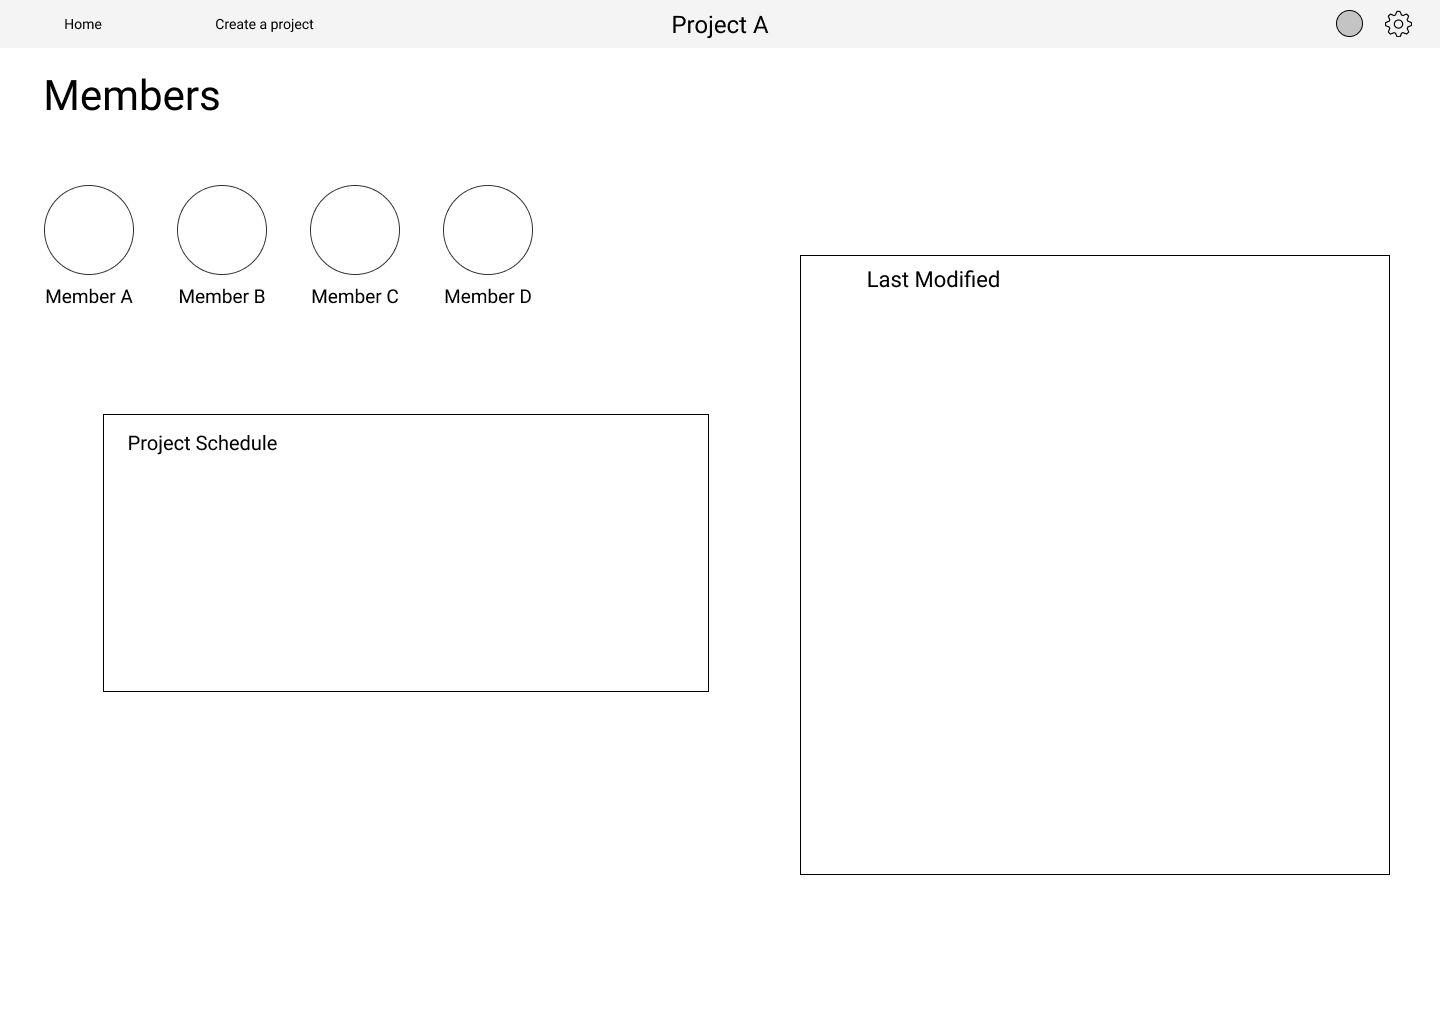 Home
Create a project
Project A
Members
Member A
Member B
Member C
Member D
Last Modified
Project Schedule